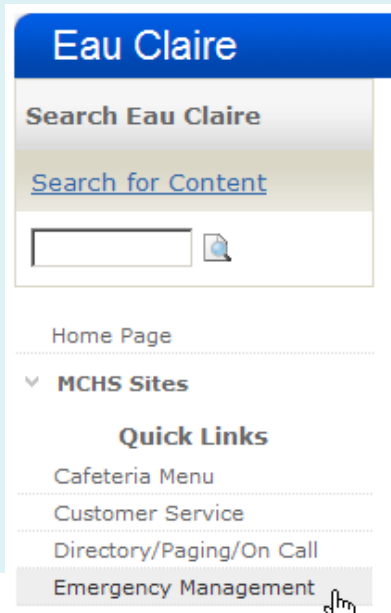 Eau Claire
Search Eau Claire
Search for Content
Home Page
MCHS Sites
Quick Links
Cafeteria Menu
Customer Service
Directory/Paging/On Call
Emergency Management